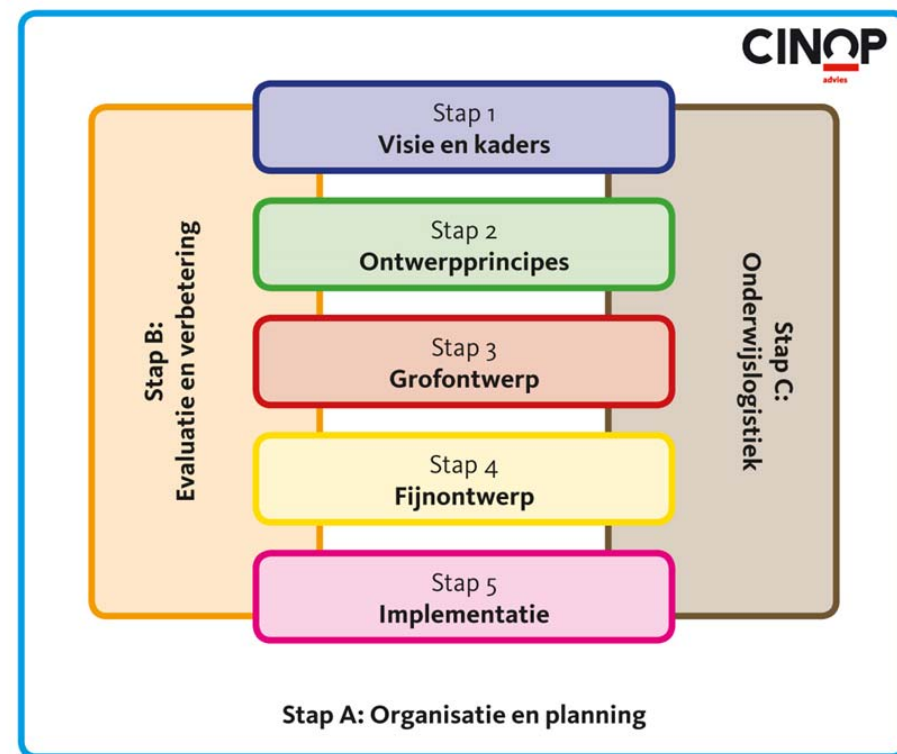 CINOP
advies
Stap 1
Visie en kaders
Stap 2
Ontwerpprincipes
Stap 3
Grofontwerp
Stap 4
Fijnontwerp
Stap 5
Implementatie
Stap B:
Evaluatie en verbetering
Stap C:
Onderwijslogistiek
Stap A: Organisatie en planning